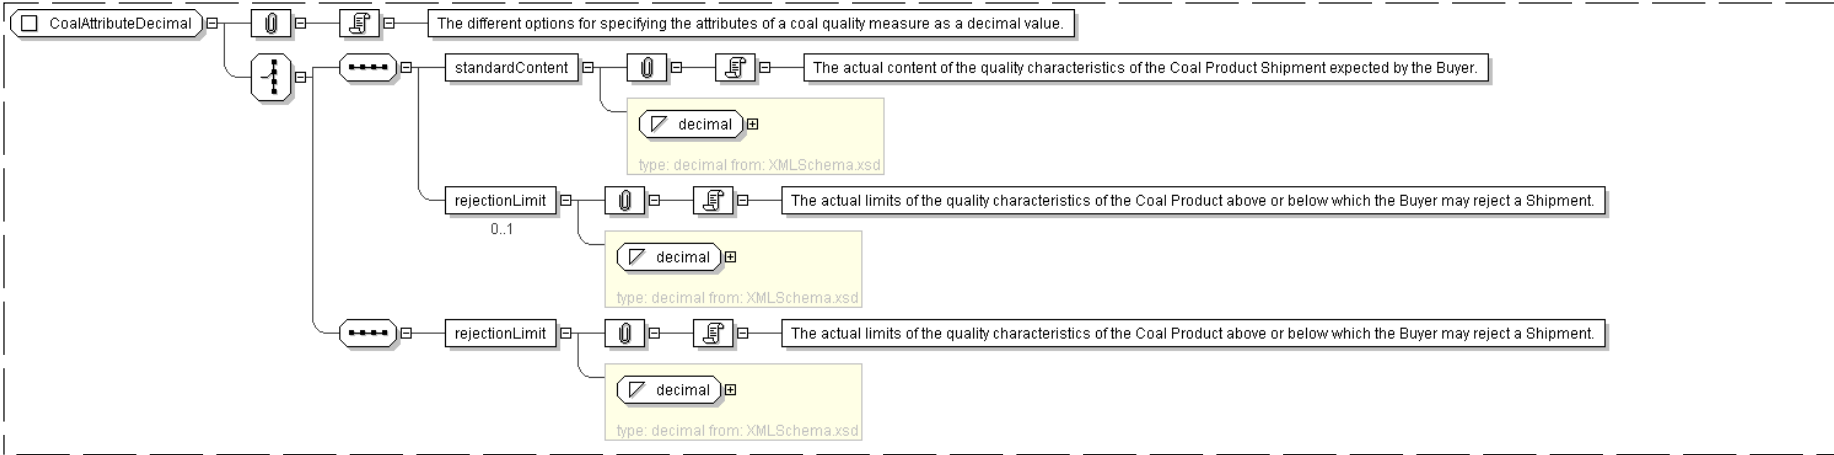 CoalAttributeDecimal
The different options for specifying the attributes of a coal quality measure as a decimal value.
standardContent
The actual content of the quality characteristics of the Coal Product Shipment expected by the Buyer.
decimal
type: decimal from: XMLSchema.xsd
rejectionLimit
The actual limits of the quality characteristics of the Coal Product above or below which the Buyer may reject a Shipment.
0..1
decimal
type: decimal from: XMLSchema.xsd
rejectionLimit
The actual limits of the quality characteristics of the Coal Product above or below which the Buyer may reject a Shipment.
decimal
type: decimal from: XMLSchema.xsd